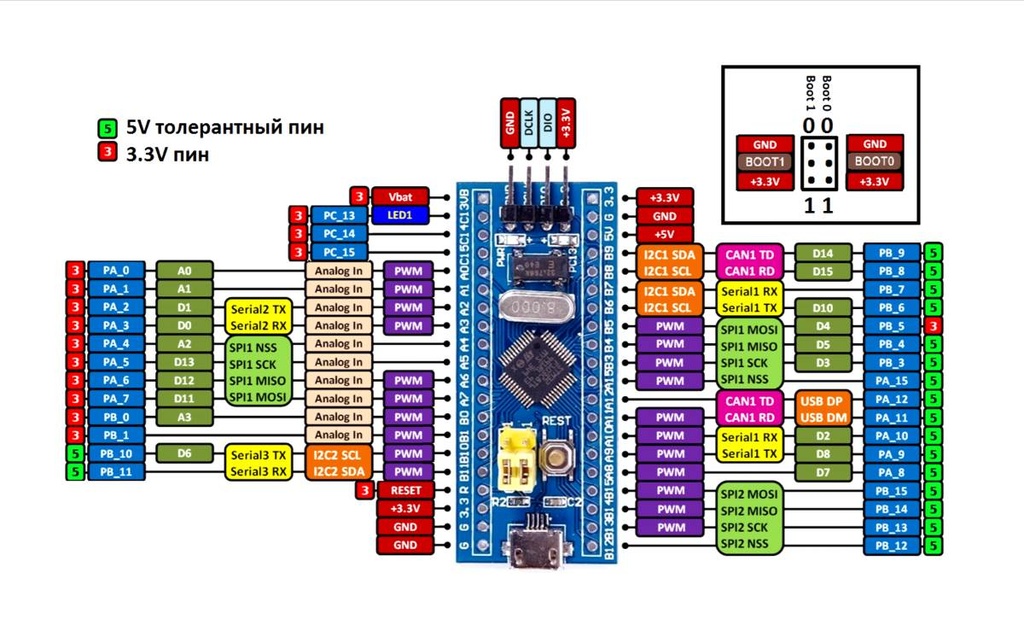 5 5V толерантный пин
3 3.3V пин
GND DCLK DIO +3.3V
Boot 1 Boot 0
0 0
GND GND
BOOT1 BOOT0
+3.3V +3.3V
1 1
3 Vbat
3 PC_13 LED1
3 PC_14
3 PC_15
3 PA_0 A0 Analog In PWM
3 PA_1 A1 Analog In PWM
3 PA_2 D1 Serial2 TX Analog In PWM
3 PA_3 D0 Serial2 RX Analog In PWM
3 PA_4 A2 SPI1 NSS Analog In
3 PA_5 D13 SPI1 SCK Analog In
3 PA_6 D12 SPI1 MISO Analog In PWM
3 PA_7 D11 SPI1 MOSI Analog In PWM
3 PB_0 A3 Analog In PWM
3 PB_1 Analog In PWM
5 PB_10 D6 Serial3 TX I2C2 SCL PWM
5 PB_11 Serial3 RX I2C2 SDA PWM
3 RESET
+3.3V
GND
GND
VB
C13
C14
C15
A0
A1
A2
A3
A4
A5
A6
A7
B0
B1
B10
B11
R
3.3
G
G
PWR
PC13
8.000
REST
R2 C2
3.3
G
5V
B9
B8
B7
B6
B5
B4
B3
A15
A12
A11
A10
A9
A8
B15
B14
B13
B12
+3.3V
GND
+5V
I2C1 SDA CAN1 TD D14 PB_9 5
I2C1 SCL CAN1 RD D15 PB_8 5
I2C1 SDA Serial1 RX PB_7 5
I2C1 SCL Serial1 TX D10 PB_6 5
PWM SPI1 MOSI D4 PB_5 3
PWM SPI1 MISO D5 PB_4 5
PWM SPI1 SCK D3 PB_3 5
PWM SPI1 NSS PA_15 5
CAN1 TD USB DP PA_12 5
PWM CAN1 RD USB DM PA_11 5
PWM Serial1 RX D2 PA_10 5
PWM Serial1 TX D8 PA_9 5
PWM D7 PA_8 5
PWM SPI2 MOSI PB_15 5
PWM SPI2 MISO PB_14 5
PWM SPI2 SCK PB_13 5
SPI2 NSS PB_12 5